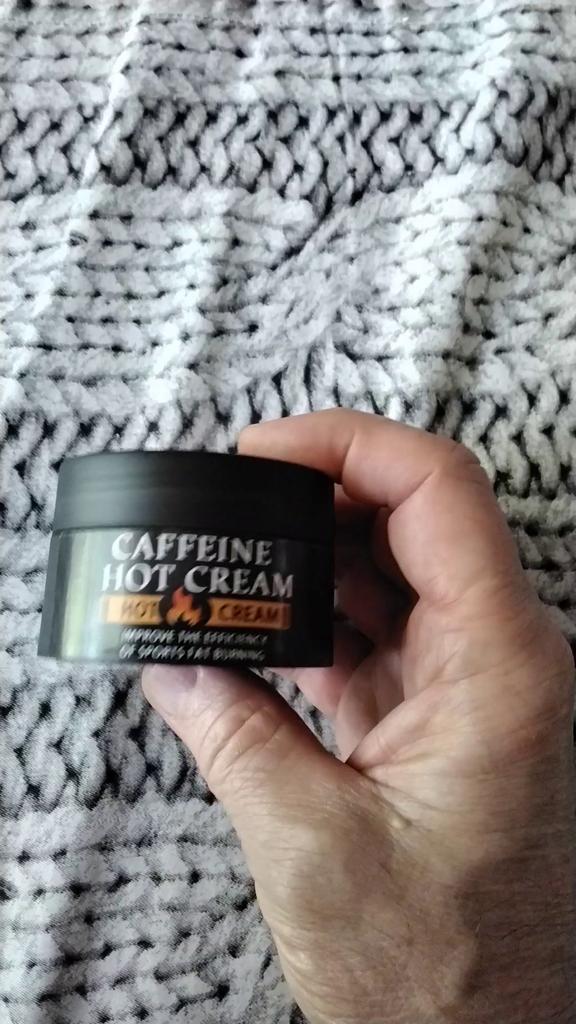 CAFFEINE
HOT CREAM
HOT CREAM
IMPROVE THE EFFICIENCY
OF SPORTS FAT BURNING